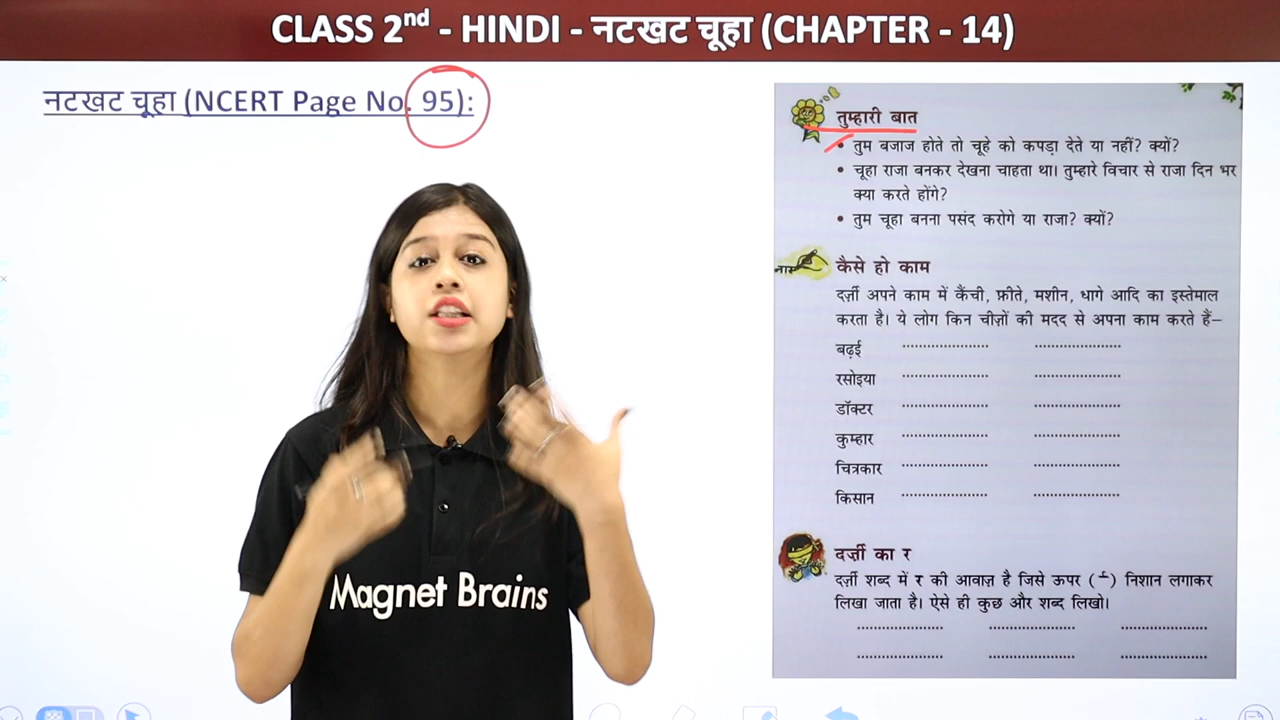 CLASS 2nd - HINDI - नटखट चूहा (CHAPTER - 14)
नटखट चूहा (NCERT Page No. 95):
तुम्हारी बात
• तुम बजाज होते तो चूहे को कपड़ा देते या नहीं? क्यों?
• चूहा राजा बनकर देखना चाहता था। तुम्हारे विचार से राजा दिन भर
क्या करते होंगे?
• तुम चूहा बनना पसंद करोगे या राजा? क्यों?
कैसे हो काम
दर्ज़ी अपने काम में कैंची, फ़ीते, मशीन, धागे आदि का इस्तेमाल
करता है। ये लोग किन चीज़ों की मदद से अपना काम करते हैं–
बढ़ई ..................... .....................
रसोइया ..................... .....................
डॉक्टर ..................... .....................
कुम्हार ..................... .....................
चित्रकार ..................... .....................
किसान ..................... .....................
दर्ज़ी का र
दर्ज़ी शब्द में र की आवाज़ है जिसे ऊपर ( र्) निशान लगाकर
लिखा जाता है। ऐसे ही कुछ और शब्द लिखो।
..................... ..................... .....................
..................... ..................... .....................
Magnet Brains